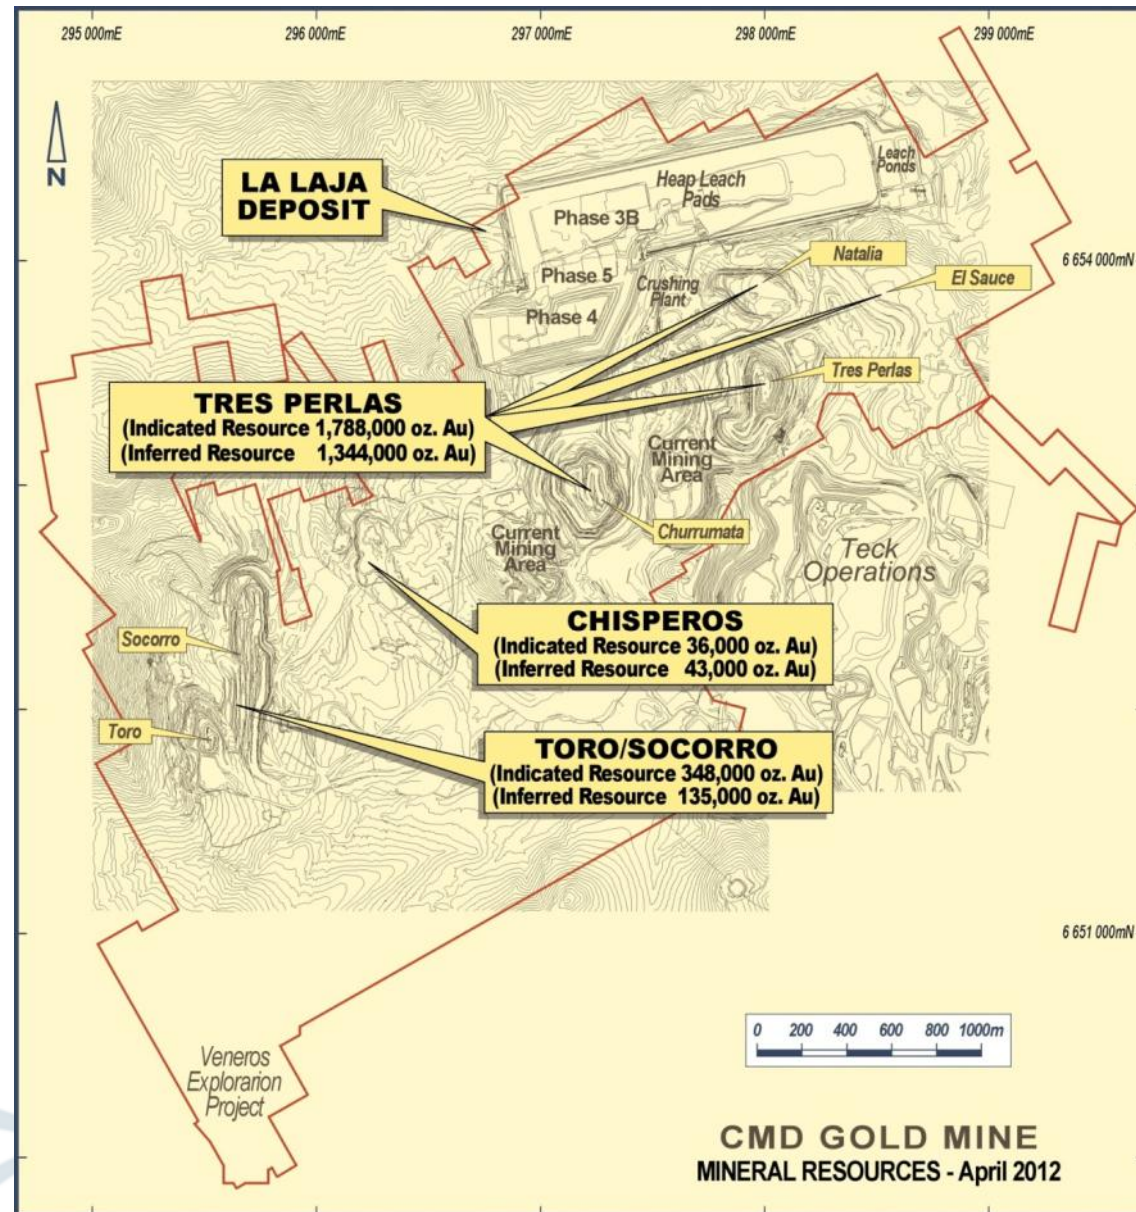 295 000mE
296 000mE
297 000mE
298 000mE
299 000mE
N
LA LAJA
DEPOSIT
Heap Leach
Pads
Leach
Ponds
Phase 3B
Phase 5
Phase 4
Crushing
Plant
Natalia
El Sauce
6 654 000mN
Tres Perlas
TRES PERLAS
(Indicated Resource 1,788,000 oz. Au)
(Inferred Resource 1,344,000 oz. Au)
Current
Mining
Area
Churrumata
Current
Mining
Area
Teck
Operations
CHISPEROS
(Indicated Resource 36,000 oz. Au)
(Inferred Resource 43,000 oz. Au)
Socorro
Toro
TORO/SOCORRO
(Indicated Resource 348,000 oz. Au)
(Inferred Resource 135,000 oz. Au)
6 651 000mN
0 200 400 600 800 1000m
Veneros
Explorarion
Project
CMD GOLD MINE
MINERAL RESOURCES - April 2012